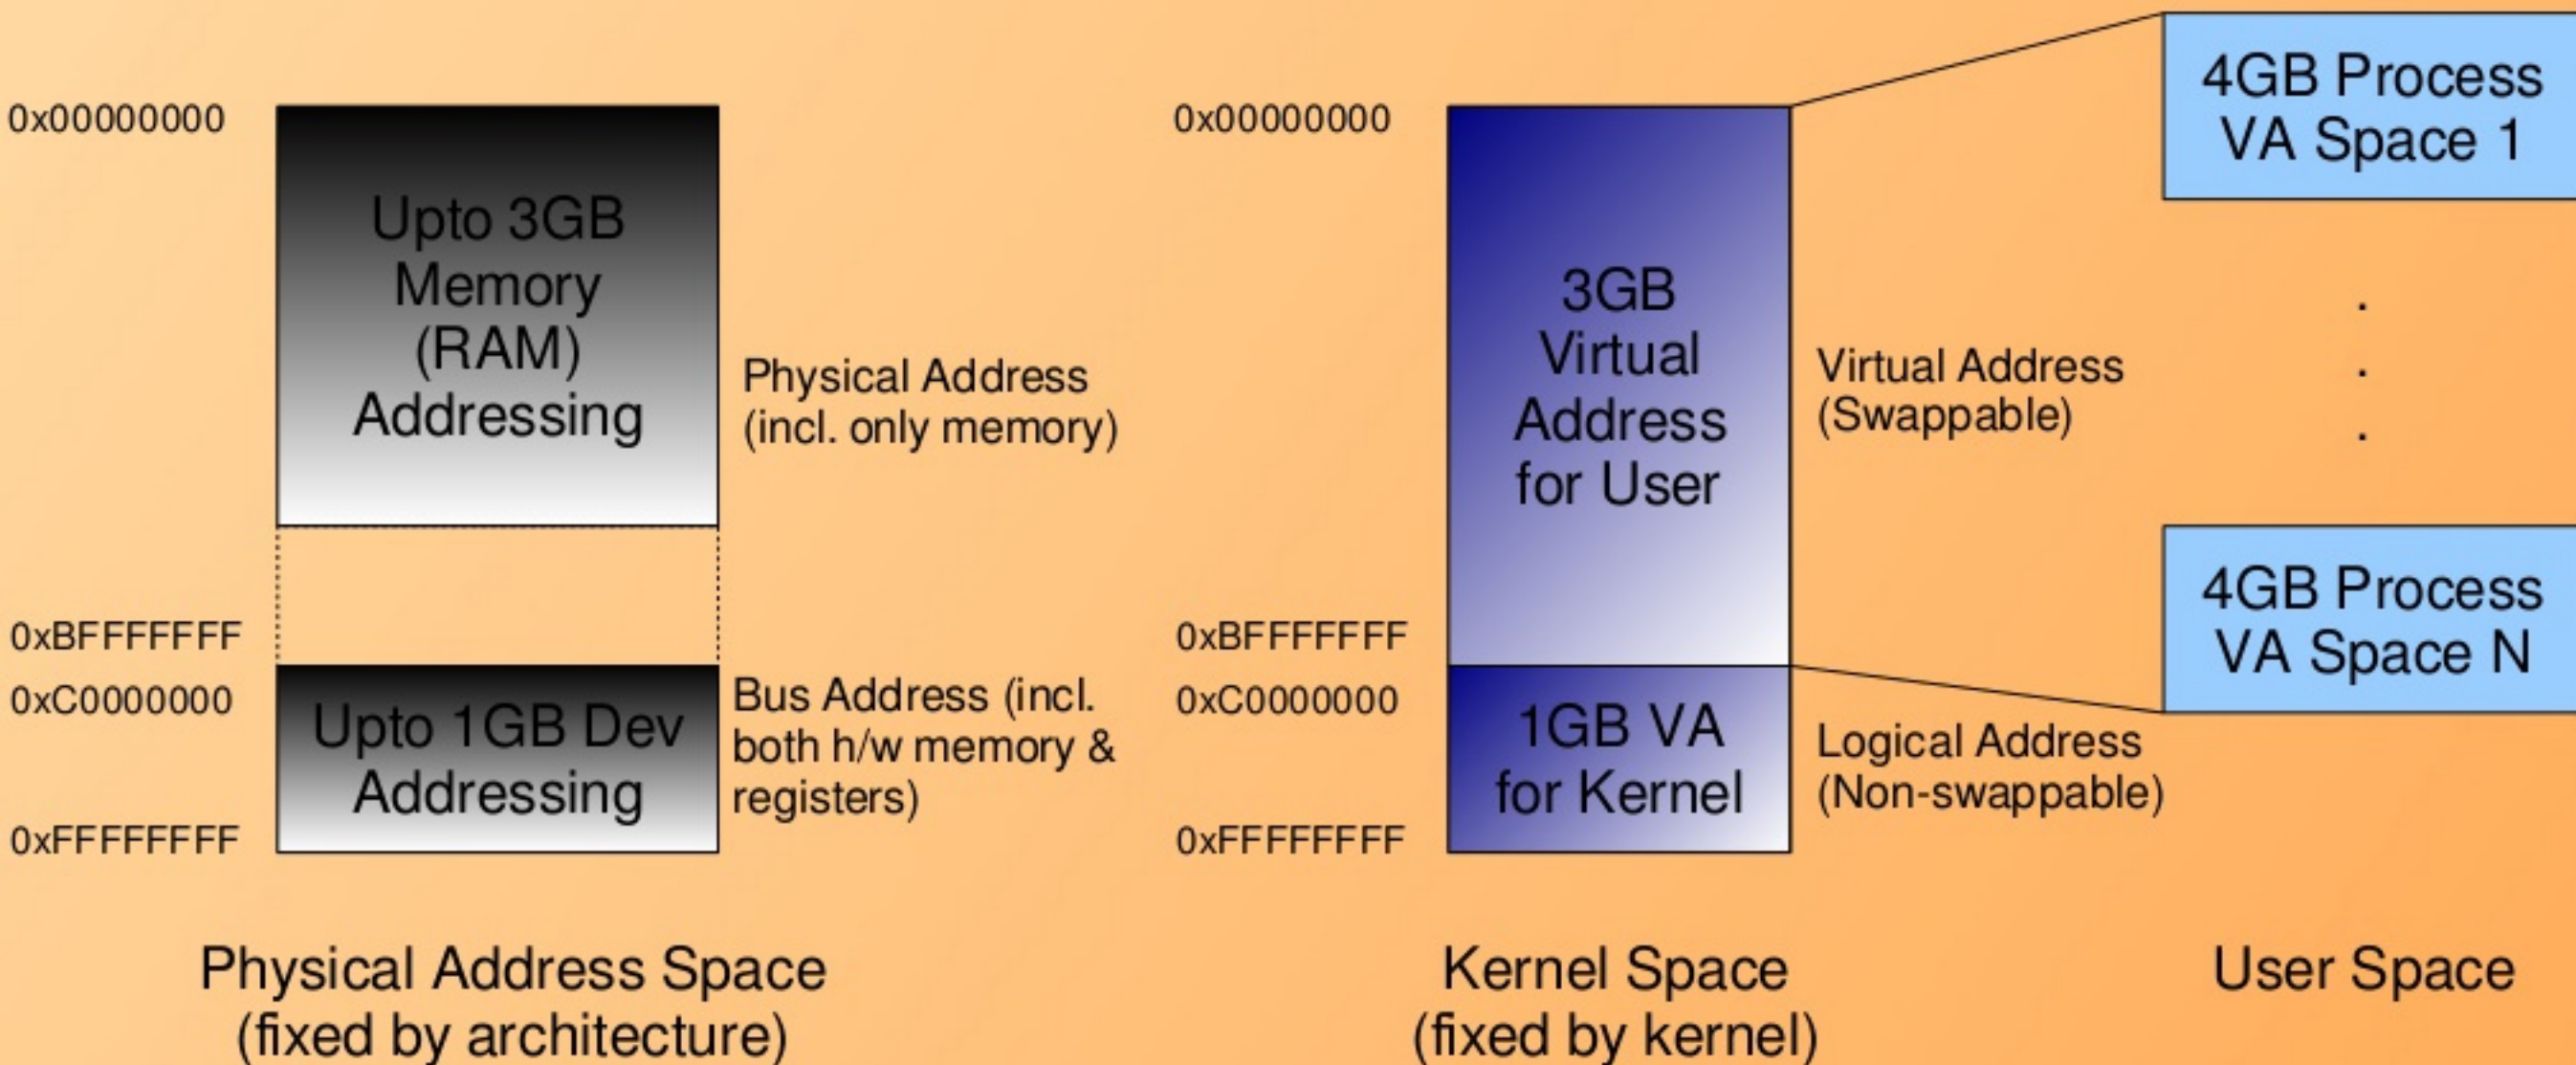 0x00000000
Upto 3GB
Memory
(RAM)
Addressing
Physical Address
(incl. only memory)
0xBFFFFFFF
0xC0000000
Upto 1GB Dev
Addressing
Bus Address (incl.
both h/w memory &
registers)
0xFFFFFFFF
Physical Address Space
(fixed by architecture)
0x00000000
3GB
Virtual
Address
for User
Virtual Address
(Swappable)
0xBFFFFFFF
0xC0000000
1GB VA
for Kernel
Logical Address
(Non-swappable)
0xFFFFFFFF
Kernel Space
(fixed by kernel)
4GB Process
VA Space 1
.
.
.
4GB Process
VA Space N
User Space